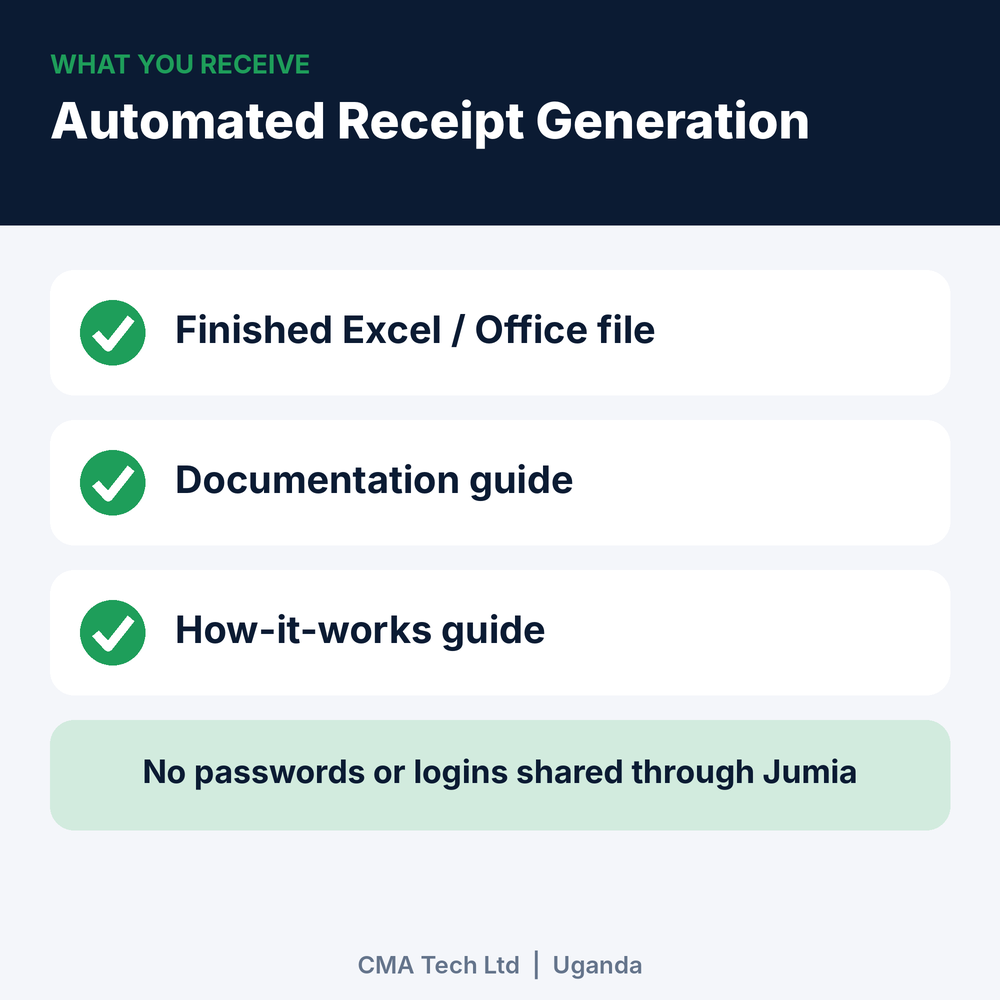 WHAT YOU RECEIVE
Automated Receipt Generation
Finished Excel / Office file
Documentation guide
How-it-works guide
No passwords or logins shared through Jumia
CMA Tech Ltd | Uganda